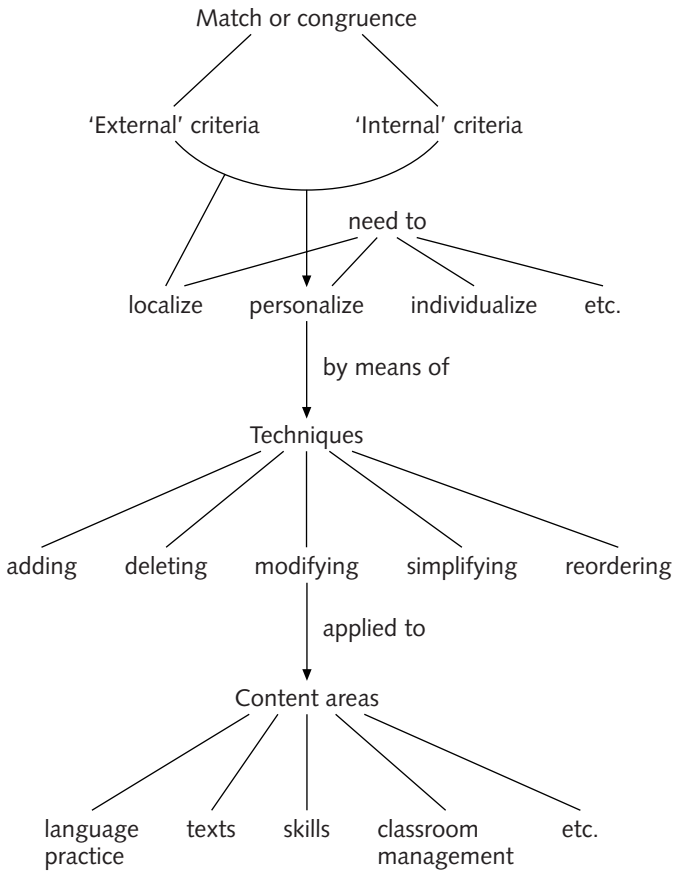 Match or congruence
‘External’ criteria ‘Internal’ criteria
need to
localize personalize individualize etc.
by means of
Techniques
adding deleting modifying simplifying reordering
applied to
Content areas
language practice texts skills classroom management etc.